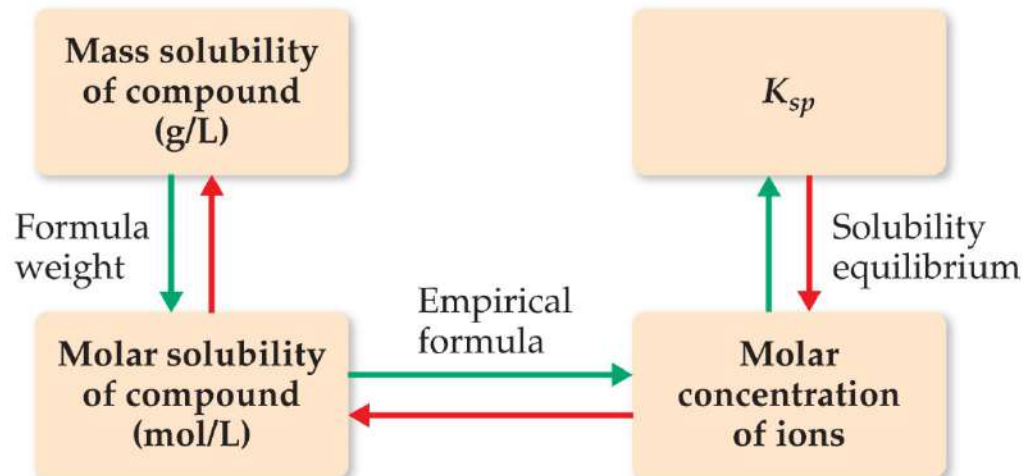 Mass solubility
of compound
(g/L)
K_sp
Formula
weight
Solubility
equilibrium
Empirical
formula
Molar solubility
of compound
(mol/L)
Molar
concentration
of ions